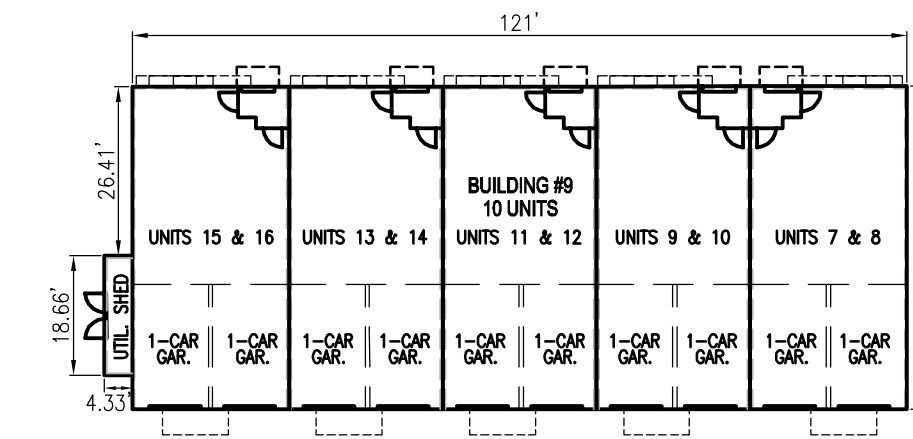 121'
26.41'
BUILDING #9
10 UNITS
UNITS 15 & 16
UNITS 13 & 14
UNITS 11 & 12
UNITS 9 & 10
UNITS 7 & 8
18.66'
UTIL. SHED
1-CAR
GAR.
1-CAR
GAR.
1-CAR
GAR.
1-CAR
GAR.
1-CAR
GAR.
1-CAR
GAR.
1-CAR
GAR.
1-CAR
GAR.
1-CAR
GAR.
1-CAR
GAR.
4.33'